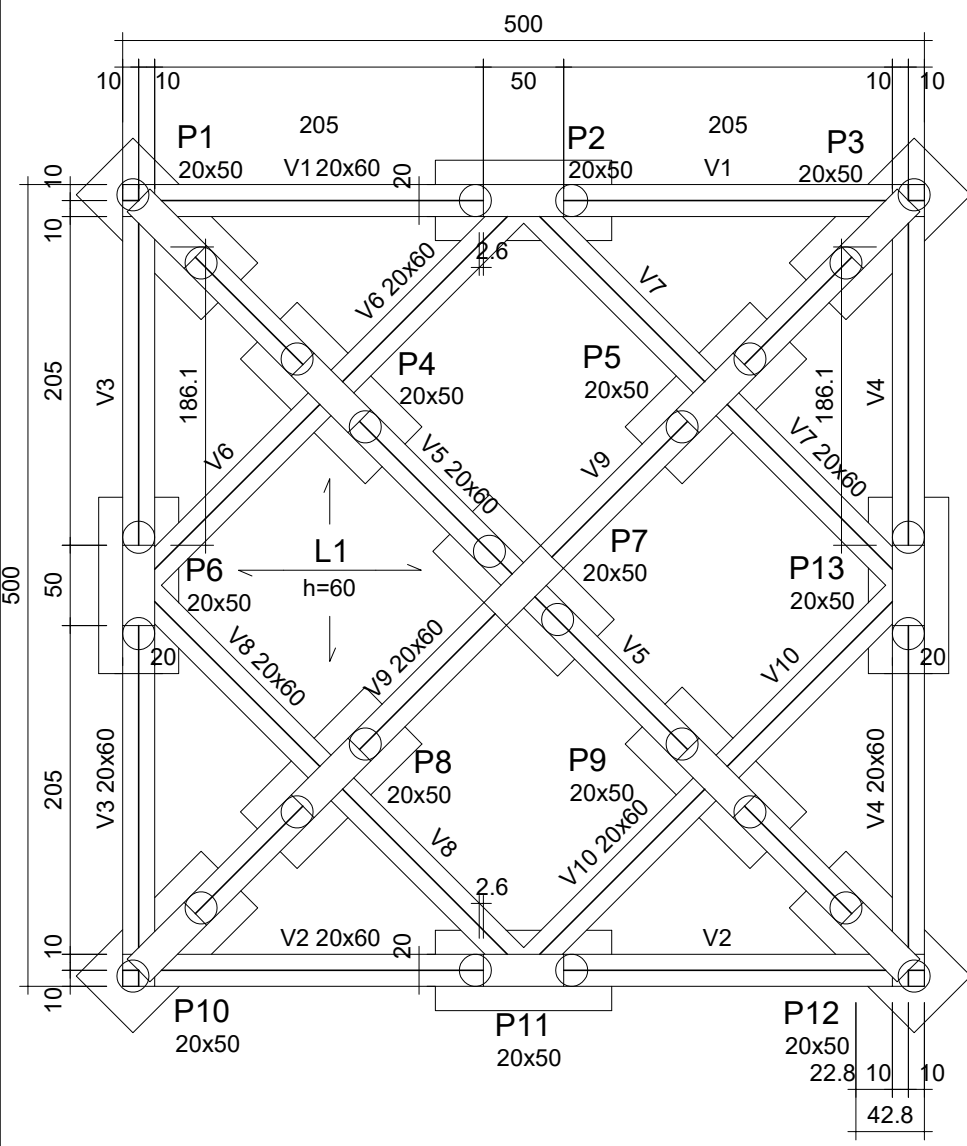 500
10
10
50
10
10
205
205
P1
20x50
V1 20x60
20
P2
20x50
V1
P3
20x50
10
10
2.6
V6 20x60
V7
205
V3
186.1
P4
20x50
P5
20x50
186.1
V4
V6
V5 20x60
V9
V7 20x60
500
50
P6
20x50
L1
h=60
P7
20x50
P13
20x50
20
V8 20x60
V9 20x60
V5
V10
20
205
V3 20x60
P8
20x50
P9
20x50
V4 20x60
V8
V10 20x60
2.6
10
10
V2 20x60
20
V2
P10
20x50
P11
20x50
P12
20x50
22.8
10
10
42.8